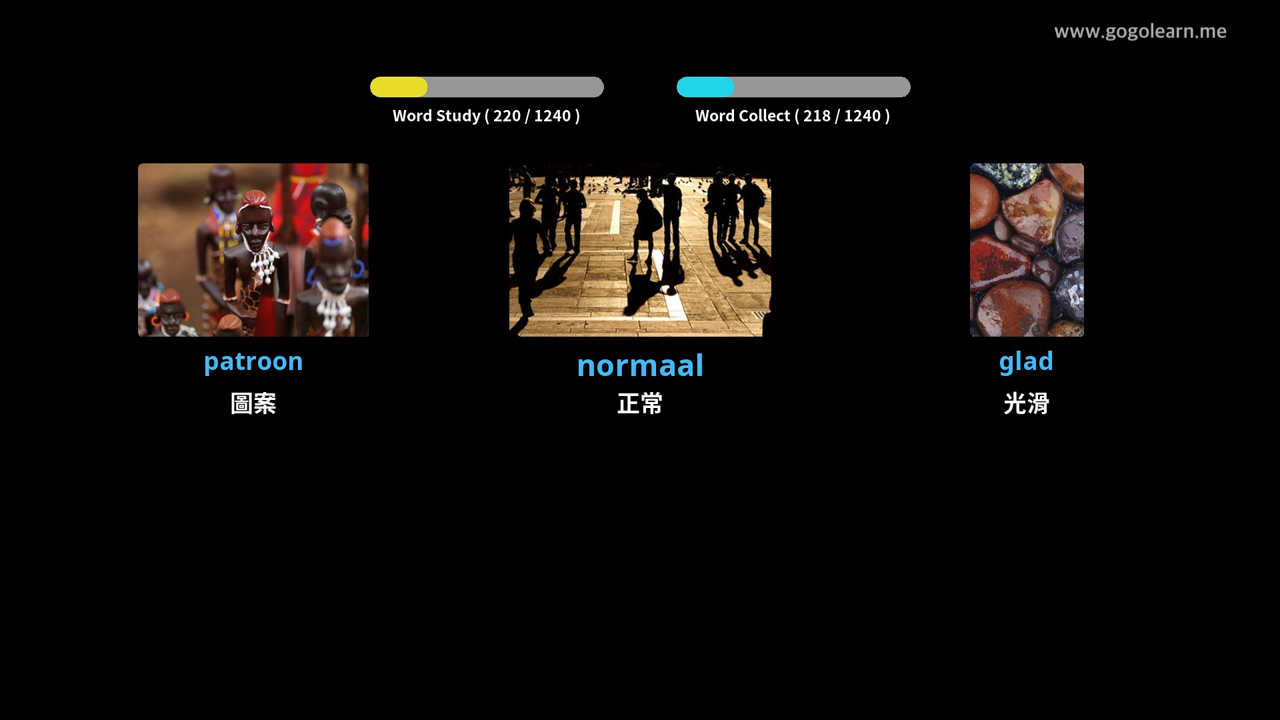 www.gogolearn.me
Word Study ( 220 / 1240 )
Word Collect ( 218 / 1240 )
patroon
normaal
glad
圖案
正常
光滑